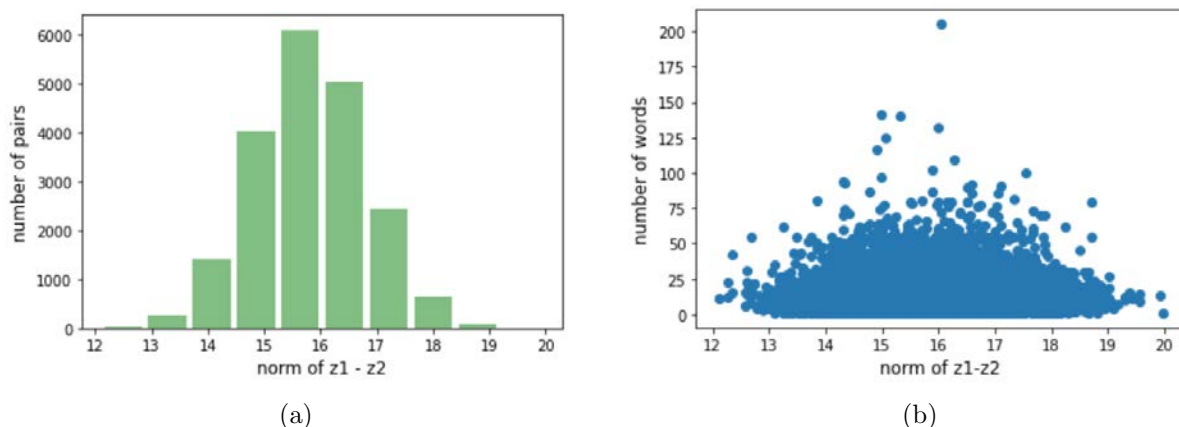 6000
5000
4000
3000
2000
1000
0
number of pairs
12 13 14 15 16 17 18 19 20
norm of z1 - z2
(a)
200
175
150
125
100
75
50
25
0
number of words
12 13 14 15 16 17 18 19 20
norm of z1-z2
(b)